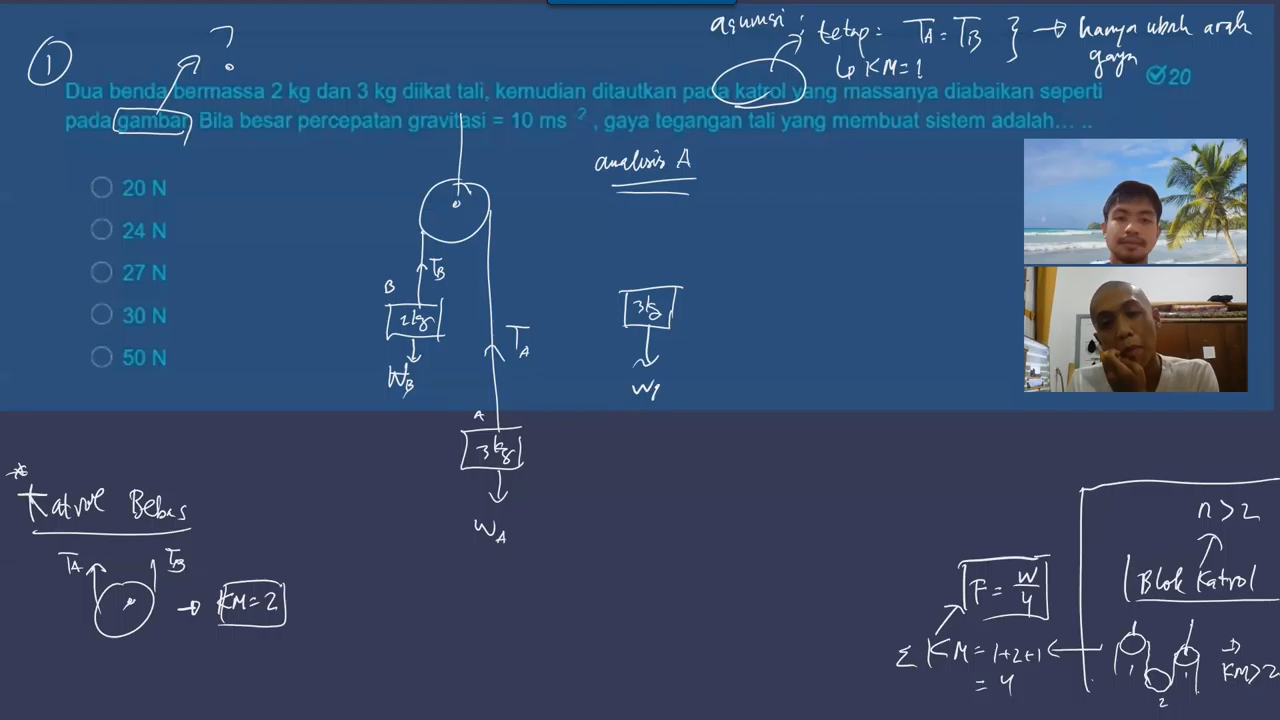 ① ?
asumsi : tetap : TA = TB } → hanya ubah arah
gaya
↳ KM = 1
20
Dua benda bermassa 2 kg dan 3 kg diikat tali, kemudian ditautkan pada katrol yang massanya diabaikan seperti
pada gambar. Bila besar percepatan gravitasi = 10 ms ², gaya tegangan tali yang membuat sistem adalah... ..
analisis A
20 N
24 N
27 N
30 N
50 N
TB
B
2kg
WB
TA
A
3kg
WA
3kg
* Katrol Bebas
TA TB
→ KM = 2
n > 2
Blok Katrol
F = W/4
Σ KM = 1+2+1 ←
= 4
1 2 1
→ KM > 2